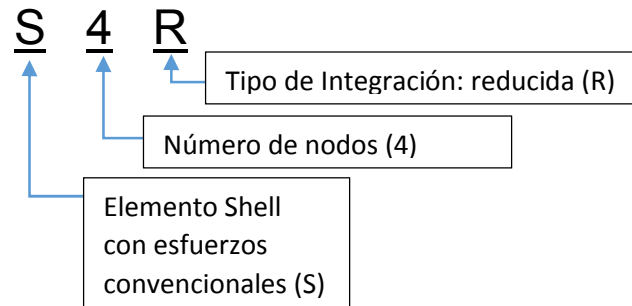 S 4 R
Tipo de Integración: reducida (R)
Número de nodos (4)
Elemento Shell
con esfuerzos
convencionales (S)